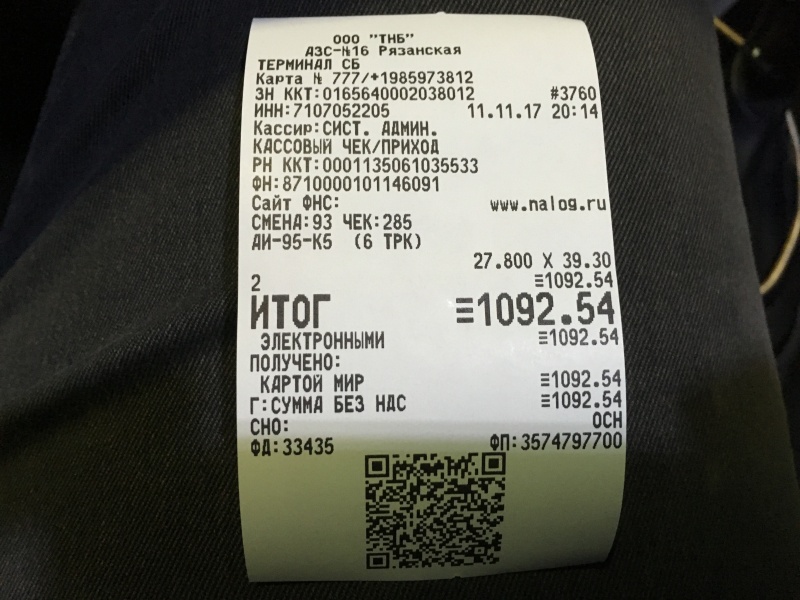 ООО "ТНБ"
АЗС-№16 Рязанская
ТЕРМИНАЛ СБ
Карта № 777/*1985973812
ЗН ККТ:0165640002038012 #3760
ИНН:7107052205 11.11.17 20:14
Кассир:СИСТ. АДМИН.
КАССОВЫЙ ЧЕК/ПРИХОД
РН ККТ:0001135061035533
ФН:8710000101146091
Сайт ФНС: www.nalog.ru
СМЕНА:93 ЧЕК:285
АИ-95-К5 (6 ТРК)
27.800 X 39.30
2 ≡1092.54
ИТОГ ≡1092.54
ЭЛЕКТРОННЫМИ ≡1092.54
ПОЛУЧЕНО:
КАРТОЙ МИР ≡1092.54
Г:СУММА БЕЗ НДС ≡1092.54
СНО: ОСН
ФД:33435 ФП:3574797700